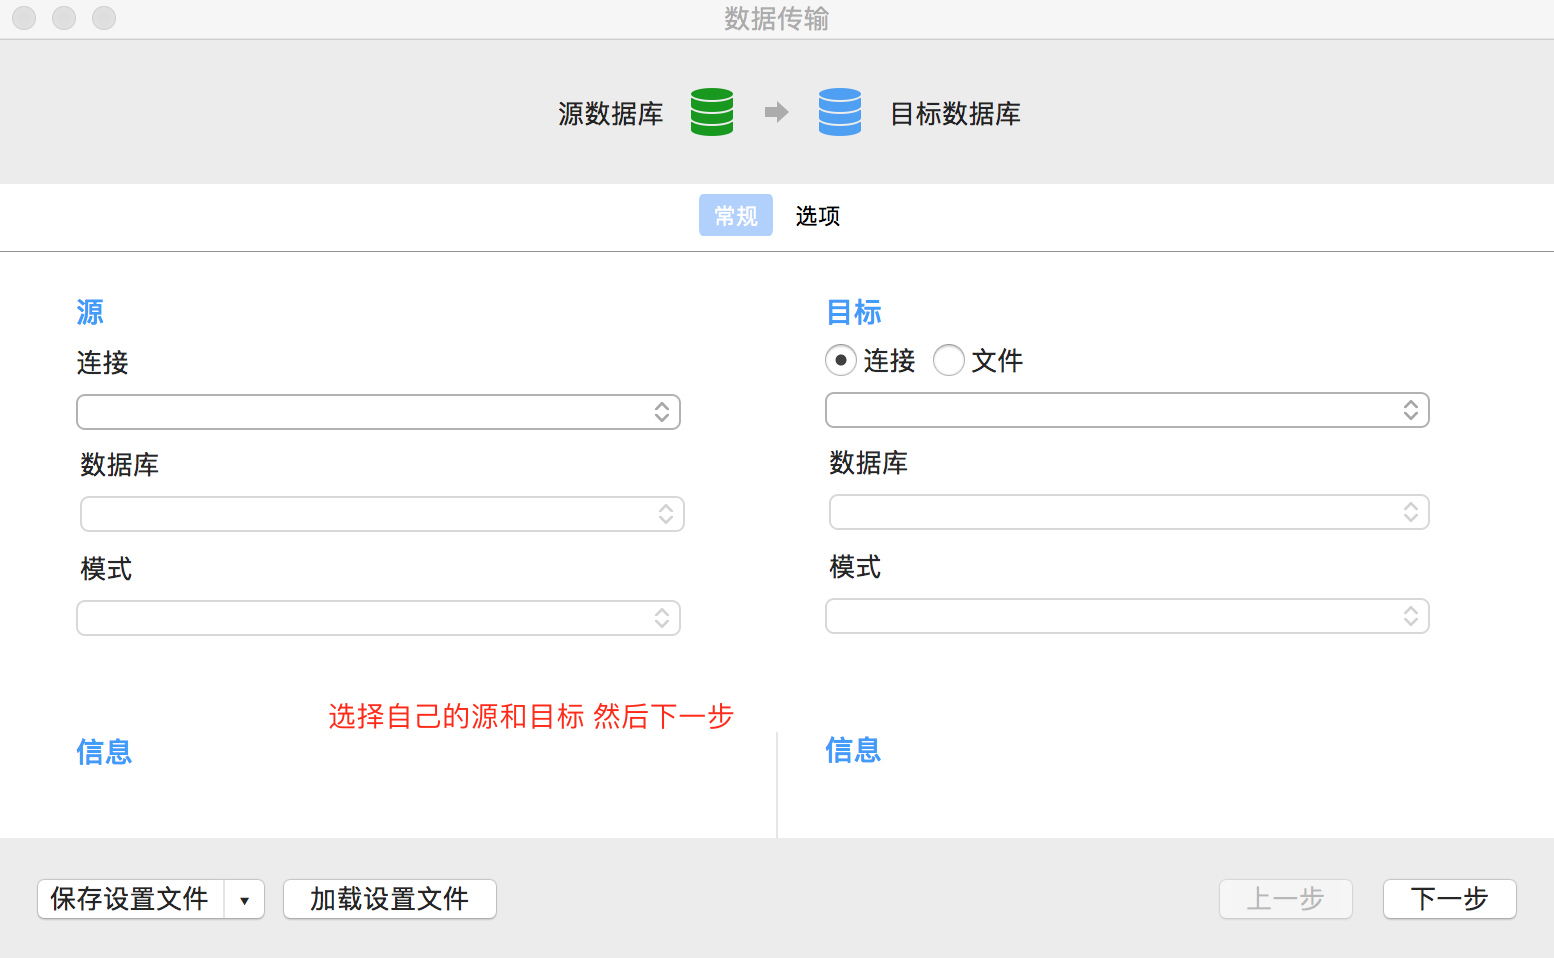 数据传输
源数据库
目标数据库
常规 选项
源
连接
数据库
模式
目标
连接 文件
数据库
模式
选择自己的源和目标 然后下一步
信息
信息
保存设置文件
加载设置文件
上一步
下一步